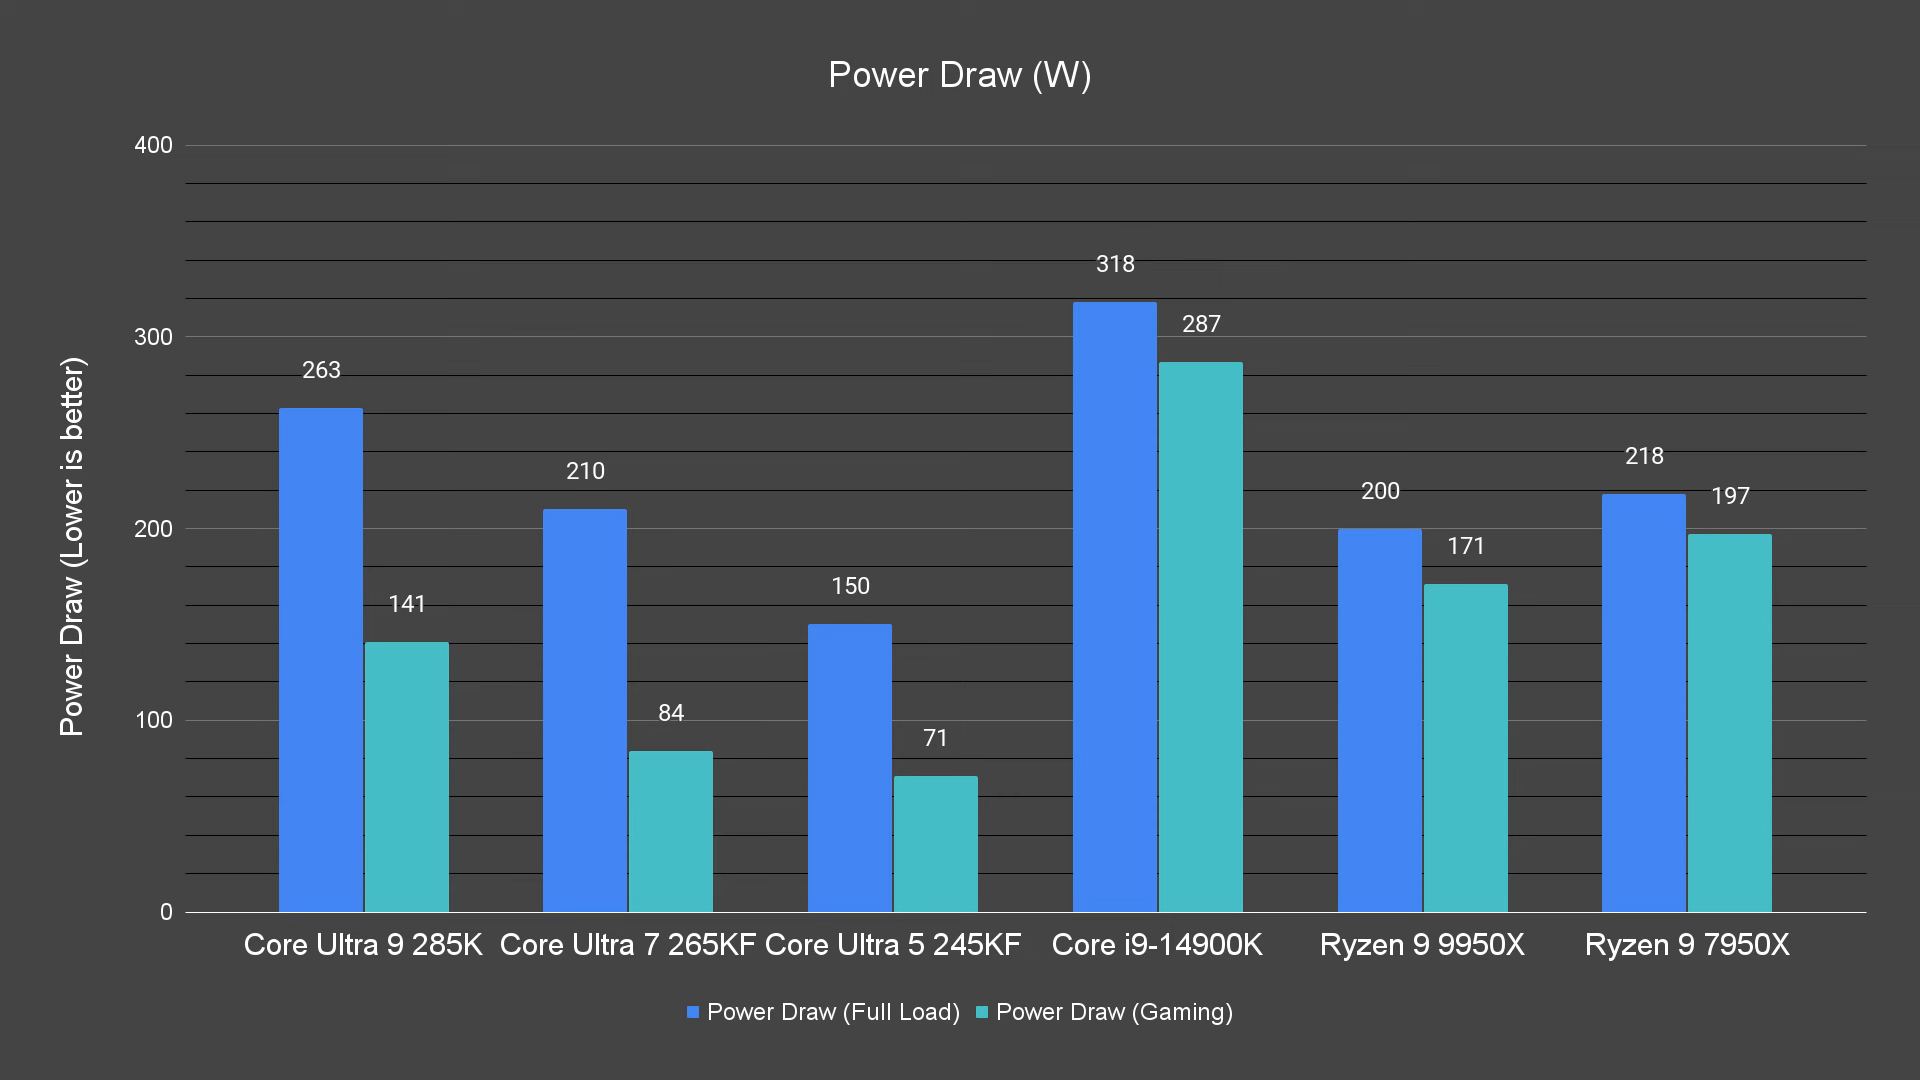 Power Draw (W)
Power Draw (Lower is better)
400
300
200
100
0
263
141
210
84
150
71
318
287
200
171
218
197
Core Ultra 9 285K
Core Ultra 7 265KF
Core Ultra 5 245KF
Core i9-14900K
Ryzen 9 9950X
Ryzen 9 7950X
Power Draw (Full Load)
Power Draw (Gaming)